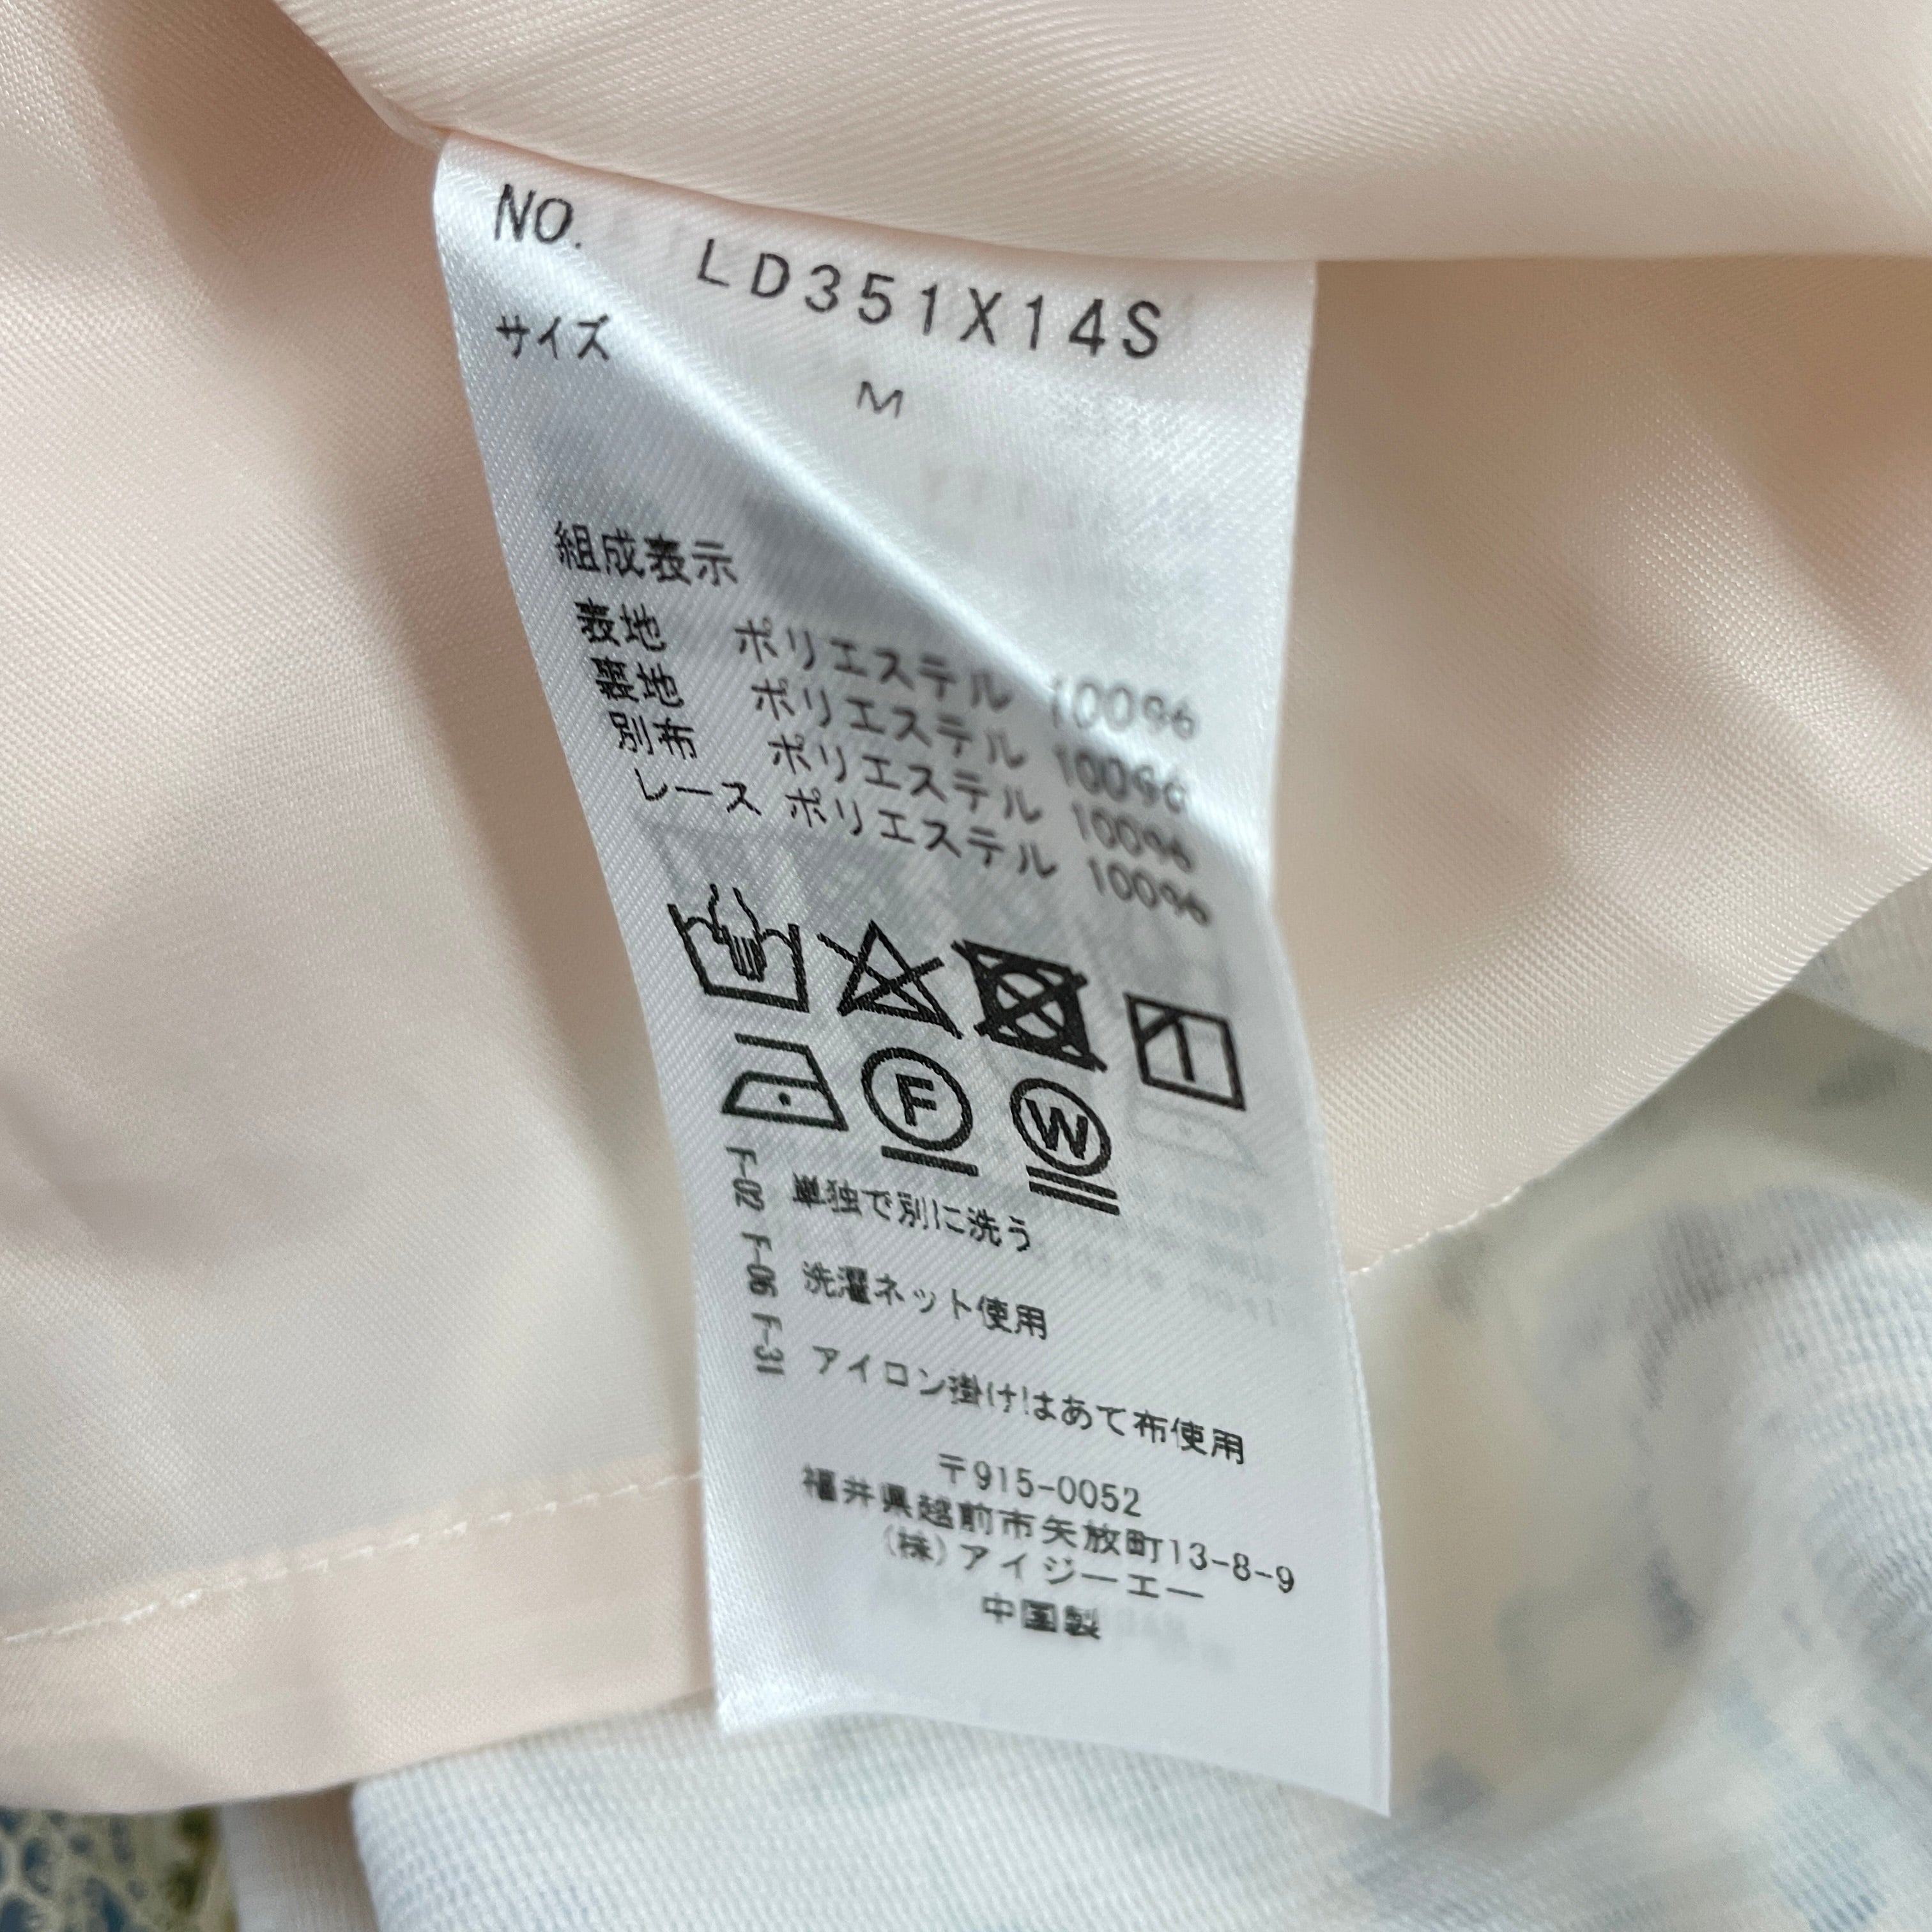 NO. LD351X14S
サイズ M
組成表示
表地 ポリエステル 100%
裏地 ポリエステル 100%
別布 ポリエステル 100%
レース ポリエステル 100%
F W
F-02 単独で別に洗う
F-06 洗濯ネット使用
F-31 アイロン掛けはあて布使用
〒915-0052
福井県越前市矢放町13-8-9
(株)アイジーエー
中国製